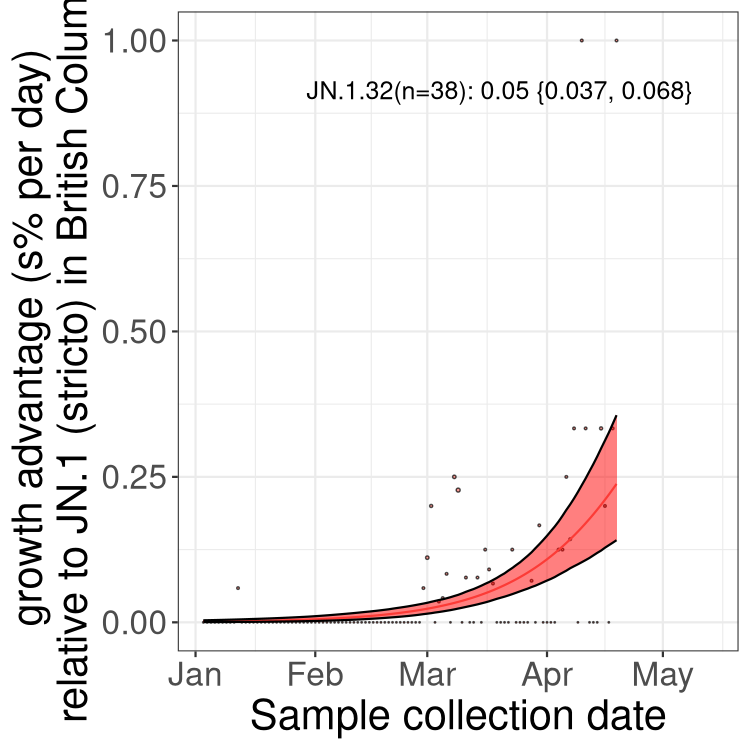 growth advantage (s% per day)
relative to JN.1 (stricto) in British Colum
1.00
0.75
0.50
0.25
0.00
JN.1.32(n=38): 0.05 {0.037, 0.068}
Jan Feb Mar Apr May
Sample collection date